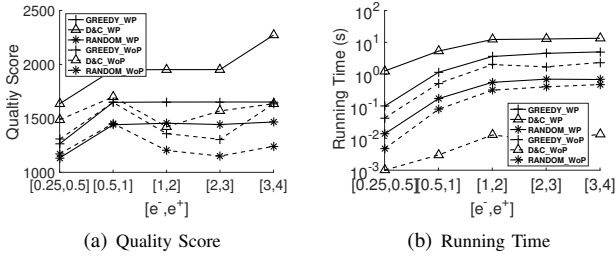 2500
2000
1500
1000
Qualtiy Score
GREEDY_WP
D&C_WP
RANDOM_WP
GREEDY_WoP
D&C_WoP
RANDOM_WoP
[0.25,0.5] [0.5,1] [1,2] [2,3] [3,4]
[e⁻,e⁺]
(a) Quality Score
10²
10¹
10⁰
10⁻¹
10⁻²
10⁻³
Running Time (s)
GREEDY_WP
D&C_WP
RANDOM_WP
GREEDY_WoP
D&C_WoP
RANDOM_WoP
[0.25,0.5] [0.5,1] [1,2] [2,3] [3,4]
[e⁻,e⁺]
(b) Running Time